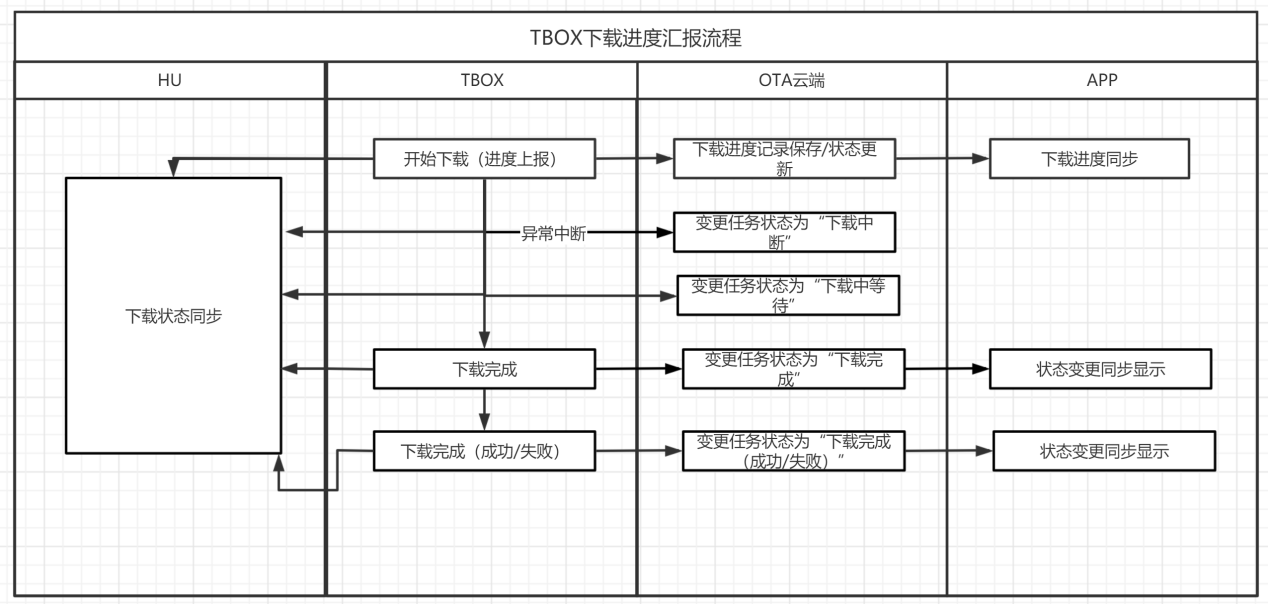 TBOX下载进度汇报流程
HU
TBOX
OTA云端
APP
开始下载（进度上报）
下载进度记录保存/状态更
新
下载进度同步
异常中断
变更任务状态为“下载中
断”
变更任务状态为“下载中等
待”
下载状态同步
下载完成
变更任务状态为“下载完
成”
状态变更同步显示
下载完成（成功/失败）
变更任务状态为“下载完成
（成功/失败）”
状态变更同步显示